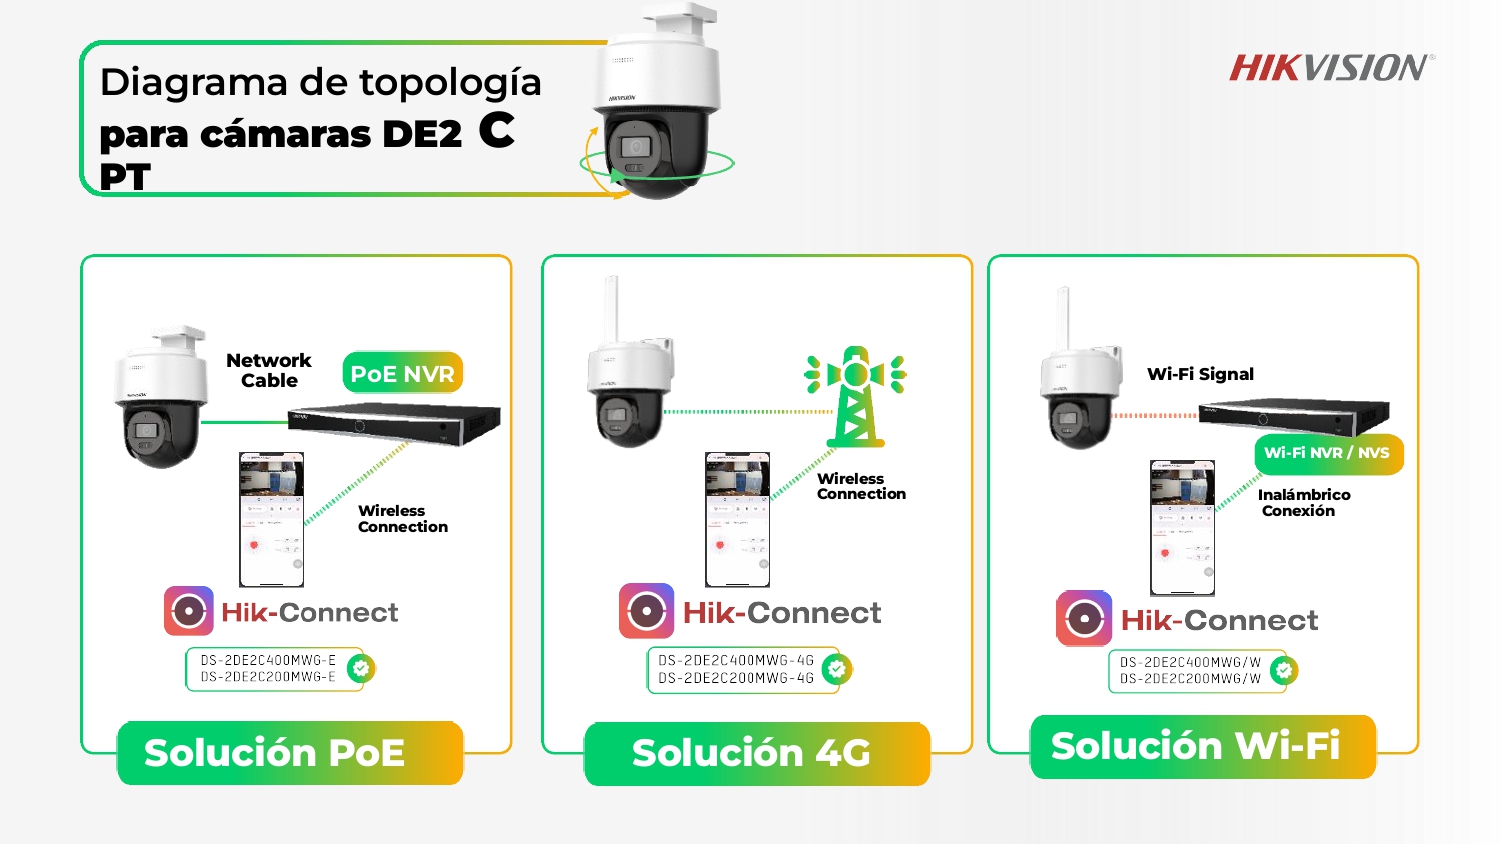 Diagrama de topología
para cámaras DE2 C
PT
HIKVISION®
HIKVISION
Network
Cable
PoE NVR
HIKVISION
Wireless
Connection
Hik-Connect
DS-2DE2C400MWG-E
DS-2DE2C200MWG-E
Solución PoE
Wireless
Connection
Hik-Connect
DS-2DE2C400MWG-4G
DS-2DE2C200MWG-4G
Solución 4G
Wi-Fi Signal
Wi-Fi NVR / NVS
Inalámbrico
Conexión
Hik-Connect
DS-2DE2C400MWG/W
DS-2DE2C200MWG/W
Solución Wi-Fi